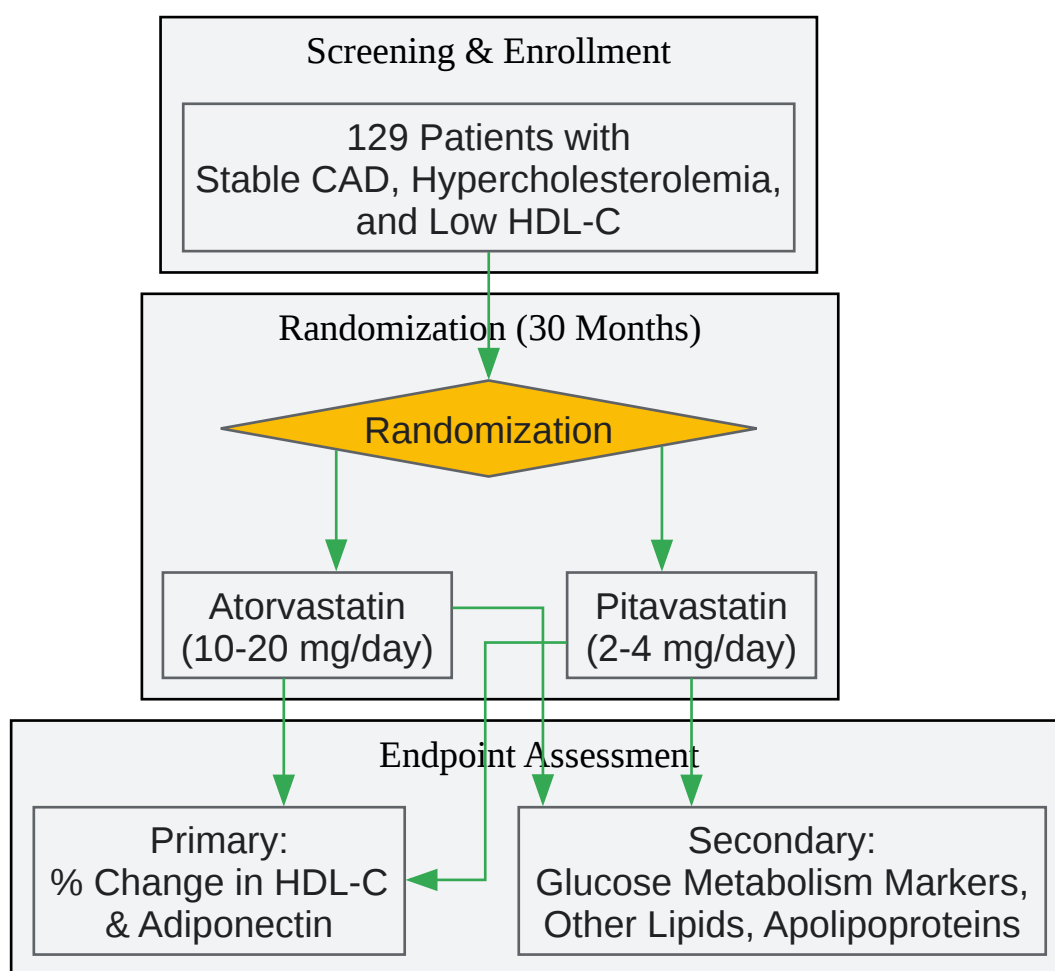 Screening & Enrollment
129 Patients with
Stable CAD, Hypercholesterolemia,
and Low HDL-C
Randomization (30 Months)
Randomization
Atorvastatin
(10-20 mg/day)
Pitavastatin
(2-4 mg/day)
Endpoint Assessment
Primary:
% Change in HDL-C
& Adiponectin
Secondary:
Glucose Metabolism Markers,
Other Lipids, Apolipoproteins